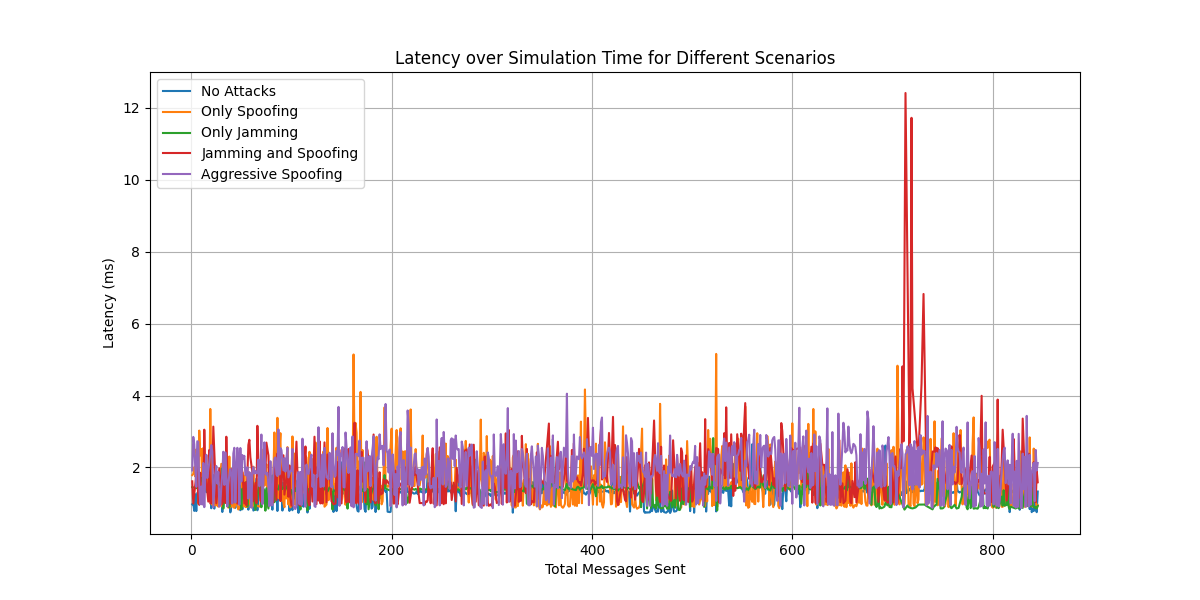 Latency over Simulation Time for Different Scenarios
No Attacks
Only Spoofing
Only Jamming
Jamming and Spoofing
Aggressive Spoofing
12
10
8
6
4
2
Latency (ms)
0 200 400 600 800
Total Messages Sent